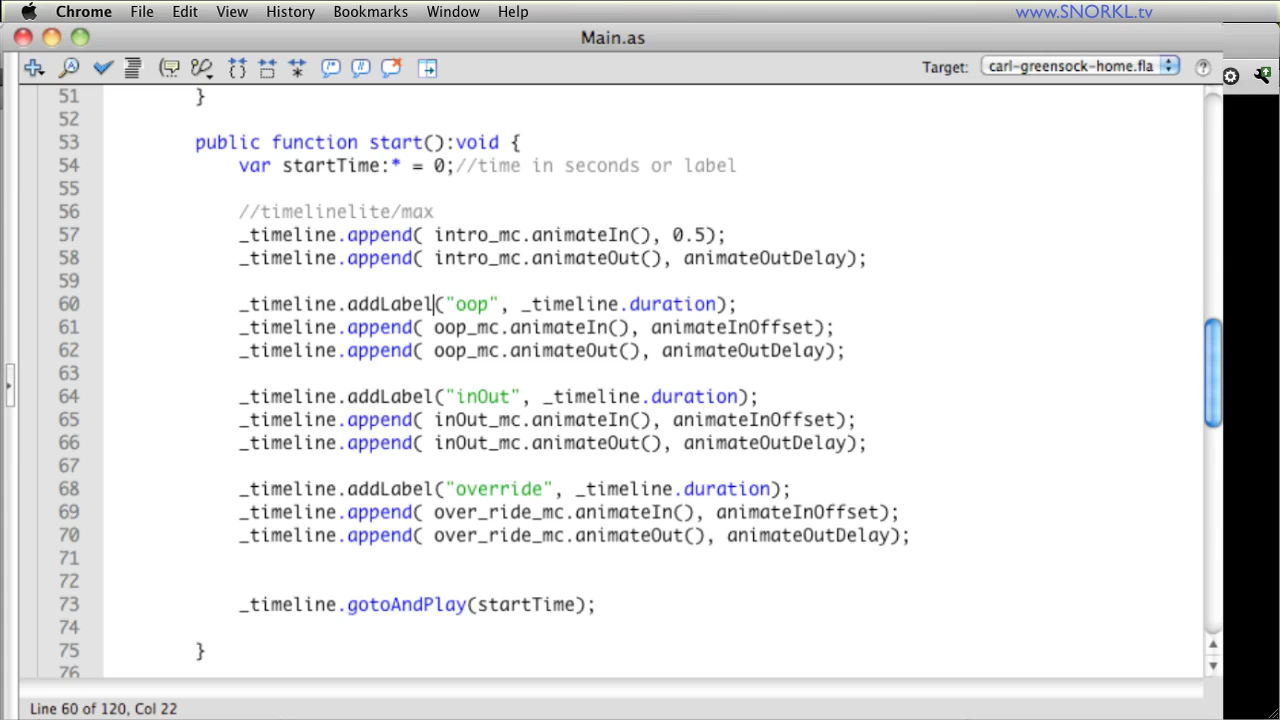 Chrome File Edit View History Bookmarks Window Help www.SNORKL.tv
Main.as
Target: carl-greensock-home.fla ?
51 }
52
53 public function start():void {
54 var startTime:* = 0;//time in seconds or label
55
56 //timelinelite/max
57 _timeline.append( intro_mc.animateIn(), 0.5);
58 _timeline.append( intro_mc.animateOut(), animateOutDelay);
59
60 _timeline.addLabel("oop", _timeline.duration);
61 _timeline.append( oop_mc.animateIn(), animateInOffset);
62 _timeline.append( oop_mc.animateOut(), animateOutDelay);
63
64 _timeline.addLabel("inOut", _timeline.duration);
65 _timeline.append( inOut_mc.animateIn(), animateInOffset);
66 _timeline.append( inOut_mc.animateOut(), animateOutDelay);
67
68 _timeline.addLabel("override", _timeline.duration);
69 _timeline.append( over_ride_mc.animateIn(), animateInOffset);
70 _timeline.append( over_ride_mc.animateOut(), animateOutDelay);
71
72
73 _timeline.gotoAndPlay(startTime);
74
75 }
76
Line 60 of 120, Col 22